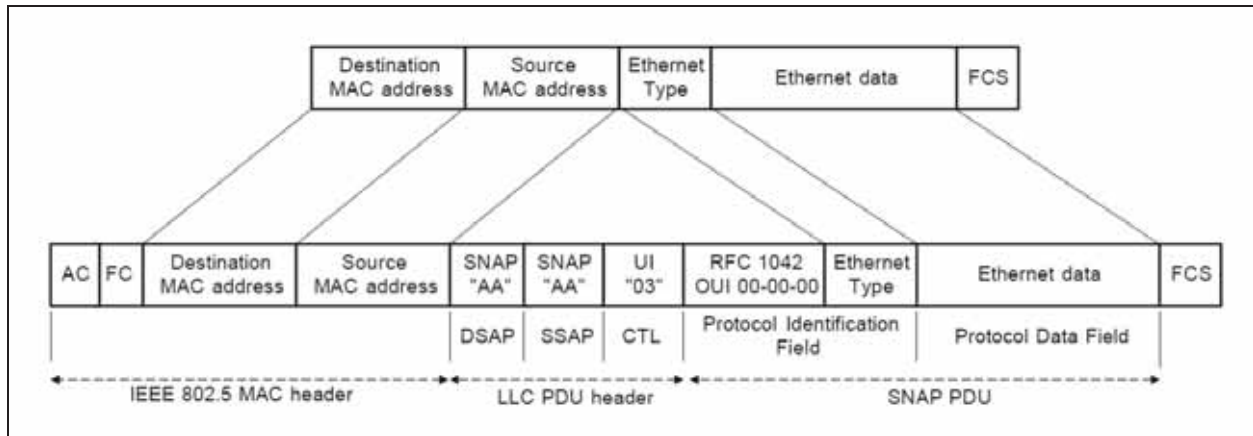 Destination
MAC address
Source
MAC address
Ethernet
Type
Ethernet data
FCS
AC
FC
Destination
MAC address
Source
MAC address
SNAP
"AA"
SNAP
"AA"
UI
"03"
RFC 1042
OUI 00-00-00
Ethernet
Type
Ethernet data
FCS
DSAP
SSAP
CTL
Protocol Identification
Field
Protocol Data Field
IEEE 802.5 MAC header
LLC PDU header
SNAP PDU